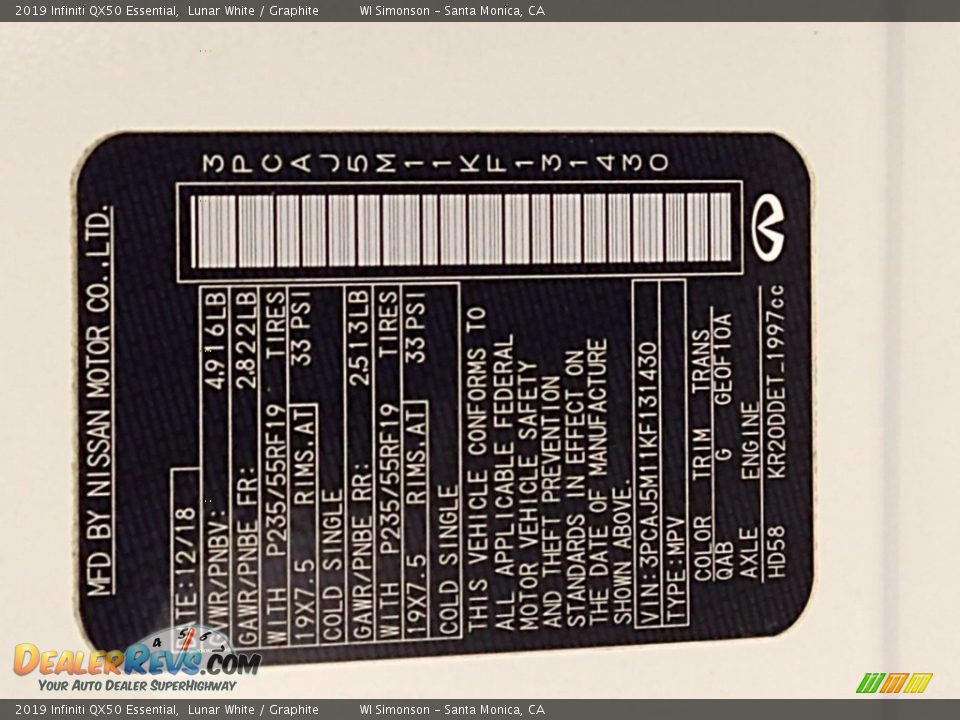 2019 Infiniti QX50 Essential,  Lunar White / Graphite          WI Simonson - Santa Monica, CA
MFD BY NISSAN MOTOR CO.,LTD.
3PCAJ5M11KF131430
12/18
4,916LB
GAWR/PNBE FR: 2,822LB
WITH P235/55RF19 TIRES
19X7.5 RIMS.AT 33 PSI
COLD SINGLE
GAWR/PNBE RR: 2,513LB
WITH P235/55RF19 TIRES
19X7.5 RIMS.AT 33 PSI
COLD SINGLE
THIS VEHICLE CONFORMS TO
ALL APPLICABLE FEDERAL
MOTOR VEHICLE SAFETY
AND THEFT PREVENTION
STANDARDS IN EFFECT ON
THE DATE OF MANUFACTURE
SHOWN ABOVE.
VIN:3PCAJ5M11KF131430
TYPE:MPV
COLOR TRIM TRANS
QAB G GE0F10A
AXLE ENGINE
HD58 KR20DDET_1997cc
4 5 6
DEALERREVS.COM
YOUR AUTO DEALER SUPERHIGHWAY
2019 Infiniti QX50 Essential,  Lunar White / Graphite          WI Simonson - Santa Monica, CA